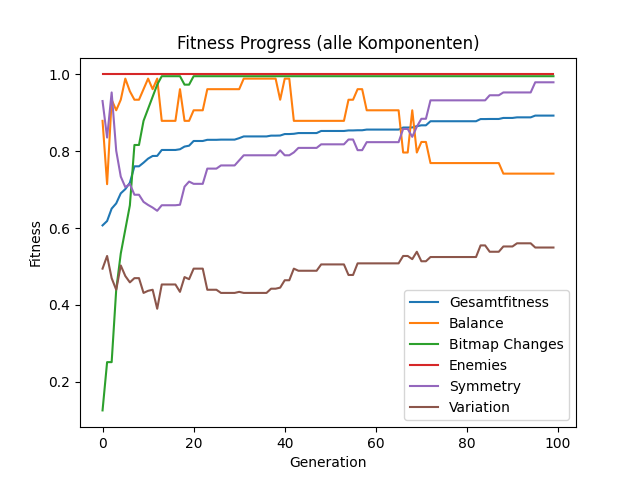 Fitness Progress (alle Komponenten)
1.0
0.8
0.6
0.4
0.2
Fitness
0
20
40
60
80
100
Generation
Gesamtfitness
Balance
Bitmap Changes
Enemies
Symmetry
Variation